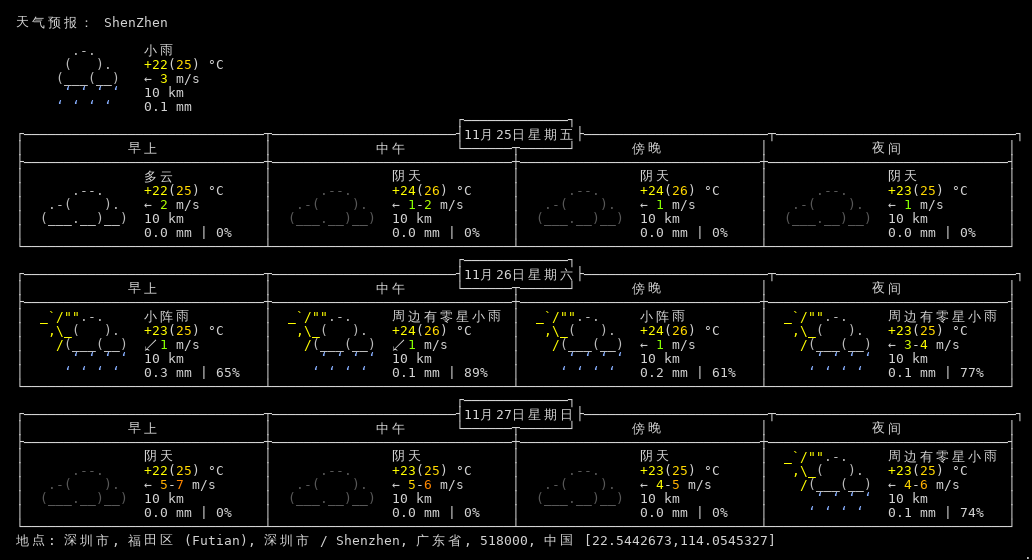 天气预报： ShenZhen
小雨
+22(25) °C
← 3 m/s
10 km
0.1 mm
11月25日星期五
早上 中午 傍晚 夜间
多云 阴天 阴天 阴天
+22(25) °C +24(26) °C +24(26) °C +23(25) °C
← 2 m/s ← 1-2 m/s ← 1 m/s ← 1 m/s
10 km 10 km 10 km 10 km
0.0 mm | 0% 0.0 mm | 0% 0.0 mm | 0% 0.0 mm | 0%
11月26日星期六
早上 中午 傍晚 夜间
小阵雨 周边有零星小雨 小阵雨 周边有零星小雨
+23(25) °C +24(26) °C +24(26) °C +23(25) °C
↙ 1 m/s ↙ 1 m/s ← 1 m/s ← 3-4 m/s
10 km 10 km 10 km 10 km
0.3 mm | 65% 0.1 mm | 89% 0.2 mm | 61% 0.1 mm | 77%
11月27日星期日
早上 中午 傍晚 夜间
阴天 阴天 阴天 周边有零星小雨
+22(25) °C +23(25) °C +23(25) °C +23(25) °C
← 5-7 m/s ← 5-6 m/s ← 4-5 m/s ← 4-6 m/s
10 km 10 km 10 km 10 km
0.0 mm | 0% 0.0 mm | 0% 0.0 mm | 0% 0.1 mm | 74%
地点: 深圳市, 福田区 (Futian), 深圳市 / Shenzhen, 广东省, 518000, 中国 [22.5442673,114.0545327]